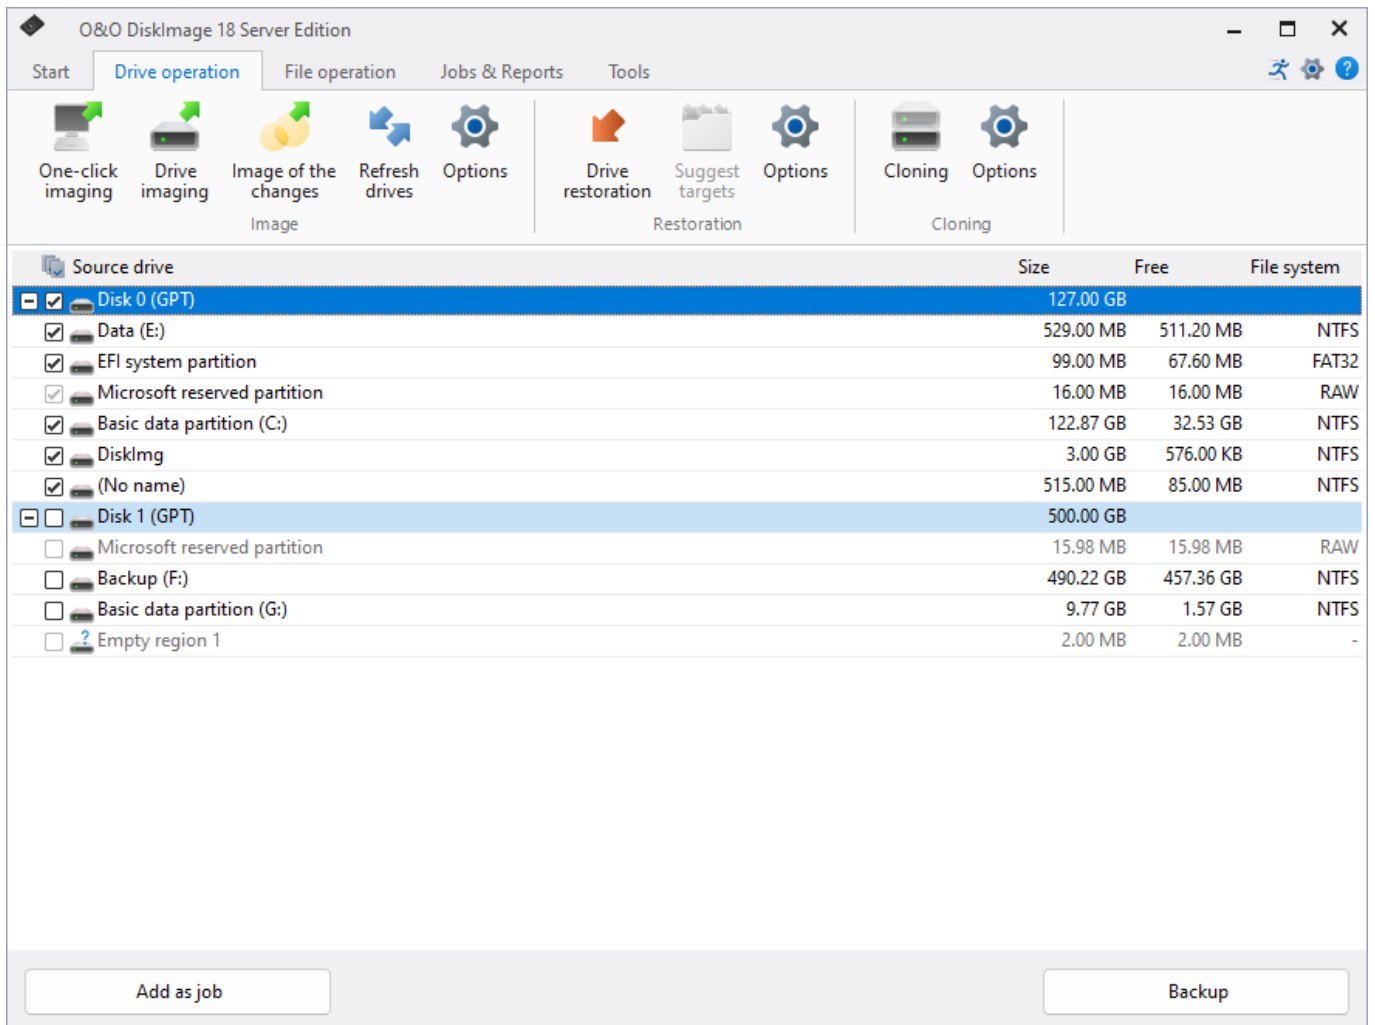 O&O DiskImage 18 Server Edition
Start Drive operation File operation Jobs & Reports Tools
One-click imaging
Drive imaging
Image of the changes
Refresh drives
Options
Drive restoration
Suggest targets
Options
Cloning
Options
Image Restoration Cloning
Source drive Size Free File system
Disk 0 (GPT) 127.00 GB
Data (E:) 529.00 MB 511.20 MB NTFS
EFI system partition 99.00 MB 67.60 MB FAT32
Microsoft reserved partition 16.00 MB 16.00 MB RAW
Basic data partition (C:) 122.87 GB 32.53 GB NTFS
DiskImg 3.00 GB 576.00 KB NTFS
(No name) 515.00 MB 85.00 MB NTFS
Disk 1 (GPT) 500.00 GB
Microsoft reserved partition 15.98 MB 15.98 MB RAW
Backup (F:) 490.22 GB 457.36 GB NTFS
Basic data partition (G:) 9.77 GB 1.57 GB NTFS
Empty region 1 2.00 MB 2.00 MB -
Add as job Backup